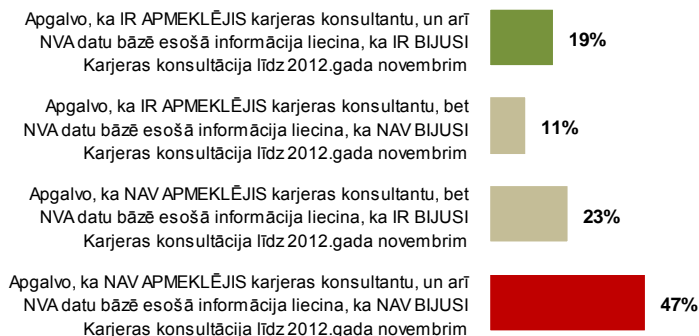 Apgalvo, ka IR APMEKLĒJIS karjeras konsultantu, un arī
NVA datu bāzē esošā informācija liecina, ka IR BIJUSI
Karjeras konsultācija līdz 2012.gada novembrim
19%
Apgalvo, ka IR APMEKLĒJIS karjeras konsultantu, bet
NVA datu bāzē esošā informācija liecina, ka NAV BIJUSI
Karjeras konsultācija līdz 2012.gada novembrim
11%
Apgalvo, ka NAV APMEKLĒJIS karjeras konsultantu, bet
NVA datu bāzē esošā informācija liecina, ka IR BIJUSI
Karjeras konsultācija līdz 2012.gada novembrim
23%
Apgalvo, ka NAV APMEKLĒJIS karjeras konsultantu, un arī
NVA datu bāzē esošā informācija liecina, ka NAV BIJUSI
Karjeras konsultācija līdz 2012.gada novembrim
47%